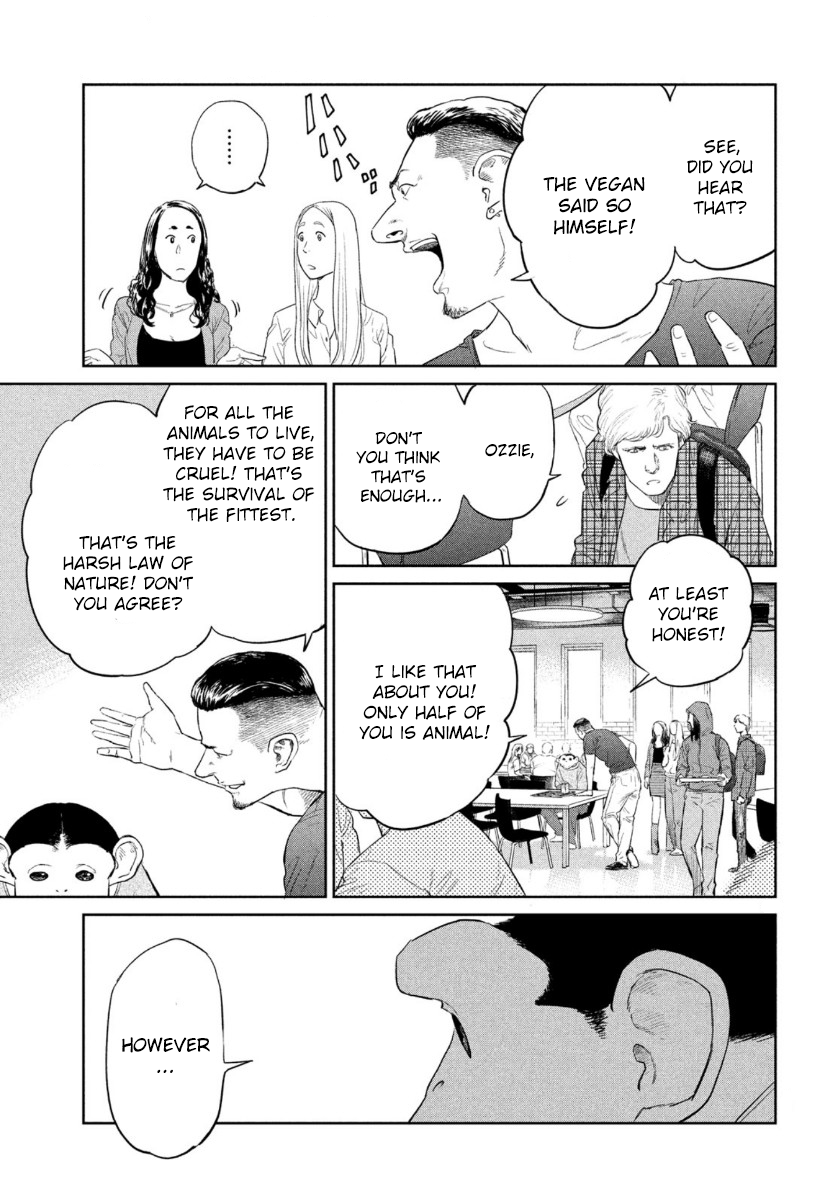 SEE,
DID YOU
HEAR
THAT?
THE VEGAN
SAID SO
HIMSELF!
......
OZZIE,
DON'T
YOU THINK
THAT'S
ENOUGH...
AT LEAST
YOU'RE
HONEST!
I LIKE THAT
ABOUT YOU!
ONLY HALF OF
YOU IS ANIMAL!
FOR ALL THE
ANIMALS TO LIVE,
THEY HAVE TO BE
CRUEL! THAT'S
THE SURVIVAL OF
THE FITTEST.
THAT'S THE
HARSH LAW OF
NATURE! DON'T
YOU AGREE?
HOWEVER
...